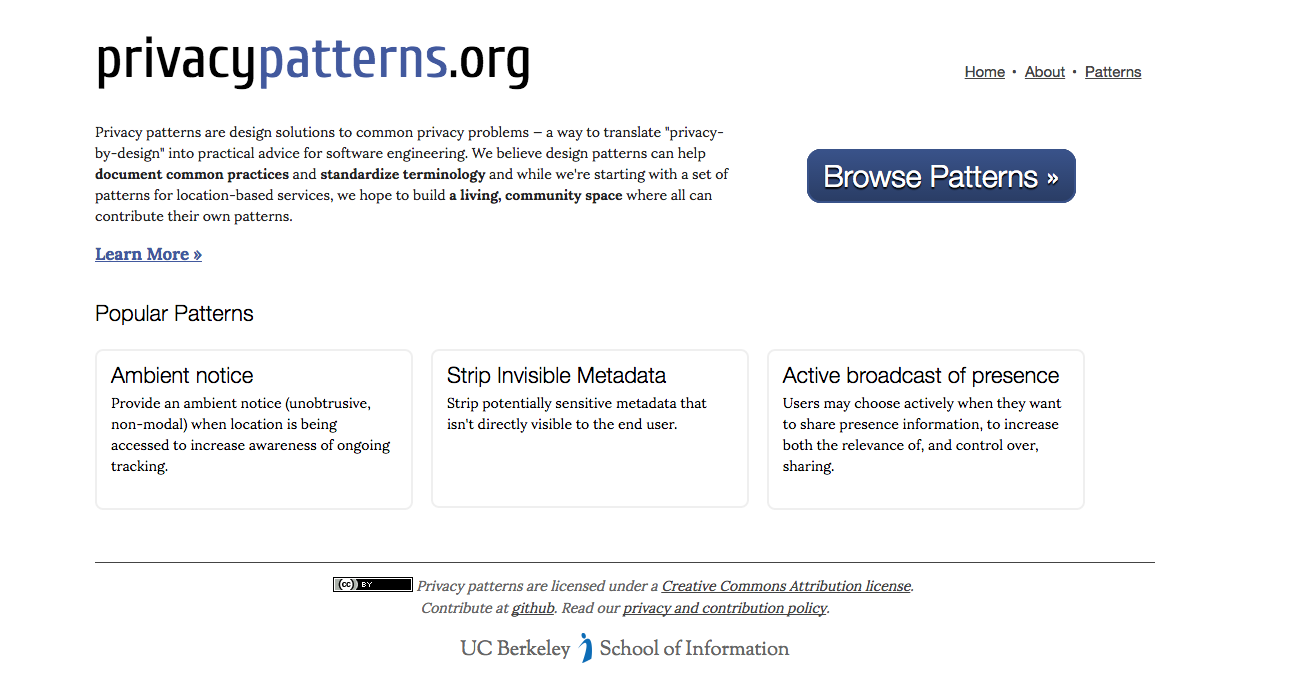 privacypatterns.org
Home • About • Patterns
Privacy patterns are design solutions to common privacy problems — a way to translate "privacy-
by-design" into practical advice for software engineering. We believe design patterns can help
document common practices and standardize terminology and while we're starting with a set of
patterns for location-based services, we hope to build a living, community space where all can
contribute their own patterns.
Browse Patterns »
Learn More »
Popular Patterns
Ambient notice
Provide an ambient notice (unobtrusive,
non-modal) when location is being
accessed to increase awareness of ongoing
tracking.
Strip Invisible Metadata
Strip potentially sensitive metadata that
isn't directly visible to the end user.
Active broadcast of presence
Users may choose actively when they want
to share presence information, to increase
both the relevance of, and control over,
sharing.
(cc) BY Privacy patterns are licensed under a Creative Commons Attribution license.
Contribute at github. Read our privacy and contribution policy.
UC Berkeley School of Information